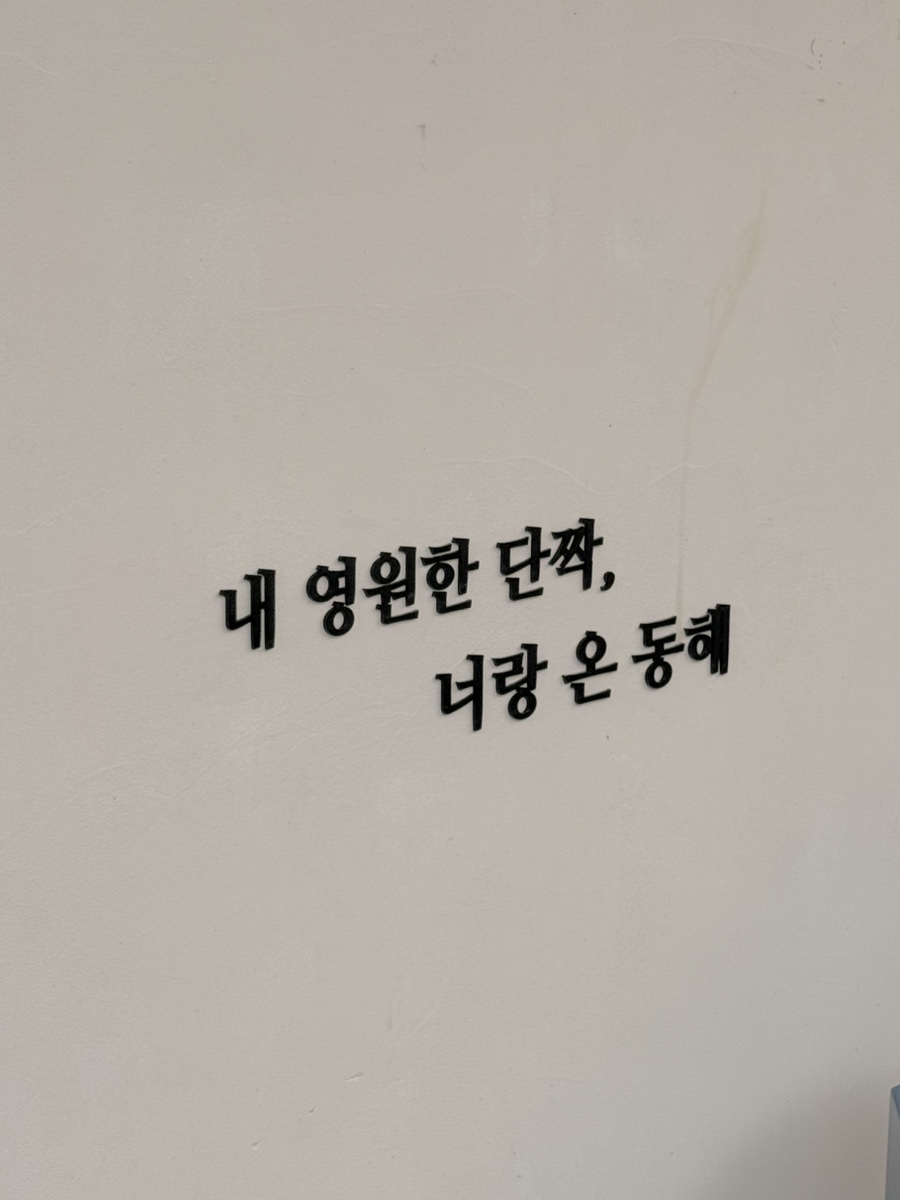 내 영원한 단짝,
너랑 온 동해